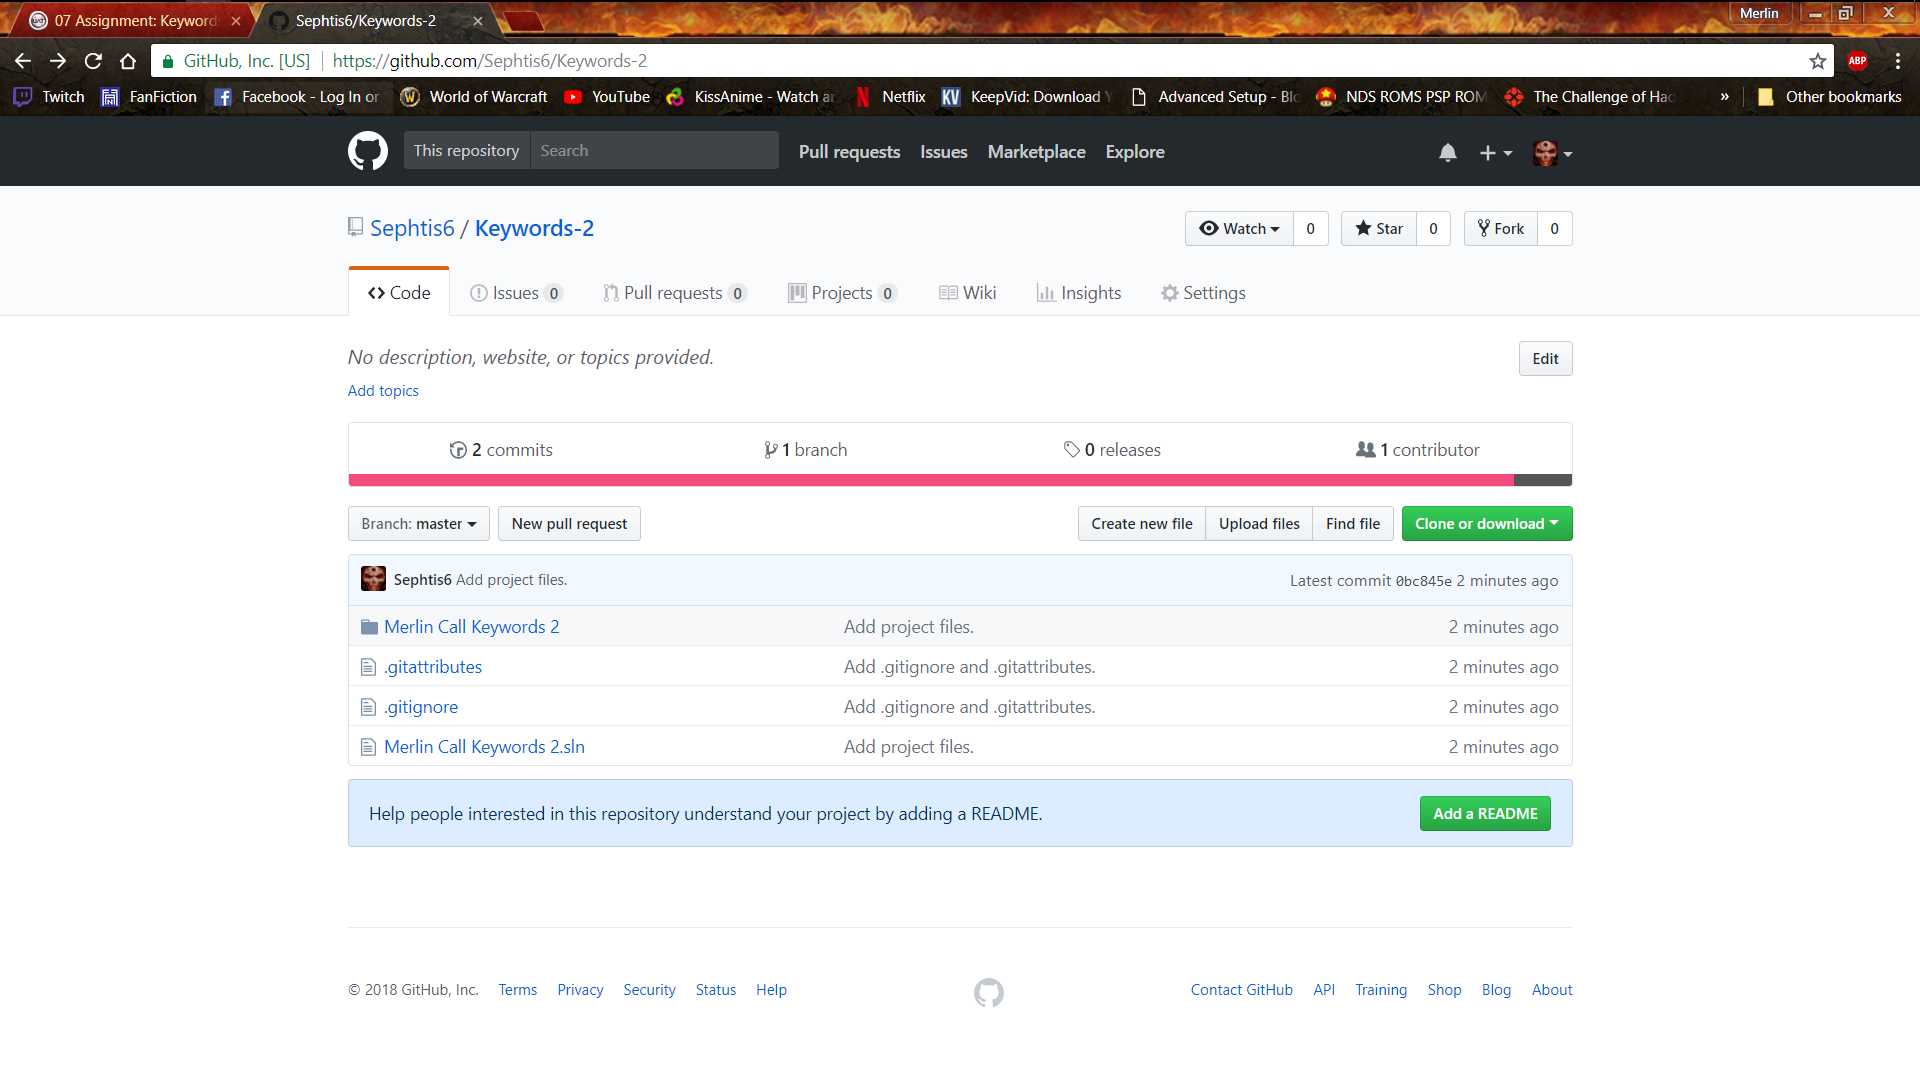 07 Assignment: Keyword
Sephtis6/Keywords-2
Merlin
GitHub, Inc. [US] https://github.com/Sephtis6/Keywords-2
ABP
Twitch FanFiction Facebook - Log In or World of Warcraft YouTube KissAnime - Watch an Netflix KV KeepVid: Download Advanced Setup - Blo NDS ROMS PSP ROM The Challenge of Had » Other bookmarks
This repository Search Pull requests Issues Marketplace Explore
Sephtis6 / Keywords-2
Watch 0 Star 0 Fork 0
Code Issues 0 Pull requests 0 Projects 0 Wiki Insights Settings
No description, website, or topics provided.
Edit
Add topics
2 commits 1 branch 0 releases 1 contributor
Branch: master New pull request Create new file Upload files Find file Clone or download
Sephtis6 Add project files. Latest commit 0bc845e 2 minutes ago
Merlin Call Keywords 2 Add project files. 2 minutes ago
.gitattributes Add .gitignore and .gitattributes. 2 minutes ago
.gitignore Add .gitignore and .gitattributes. 2 minutes ago
Merlin Call Keywords 2.sln Add project files. 2 minutes ago
Help people interested in this repository understand your project by adding a README. Add a README
© 2018 GitHub, Inc. Terms Privacy Security Status Help Contact GitHub API Training Shop Blog About